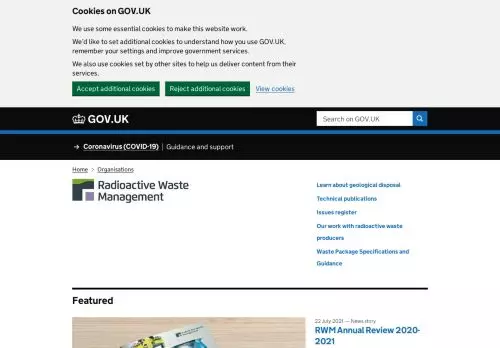 Cookies on GOV.UK
We use some essential cookies to make this website work.
We'd like to set additional cookies to understand how you use GOV.UK,
remember your settings and improve government services.
We also use cookies set by other sites to help us deliver content from their
services.
Accept additional cookies
Reject additional cookies
View cookies
GOV.UK
Search on GOV.UK
→ Coronavirus (COVID-19) | Guidance and support
Home > Organisations
Radioactive Waste
Management
Learn about geological disposal
Technical publications
Issues register
Our work with radioactive waste
producers
Waste Package Specifications and
Guidance
Featured
22 July 2021 — News story
RWM Annual Review 2020-
2021